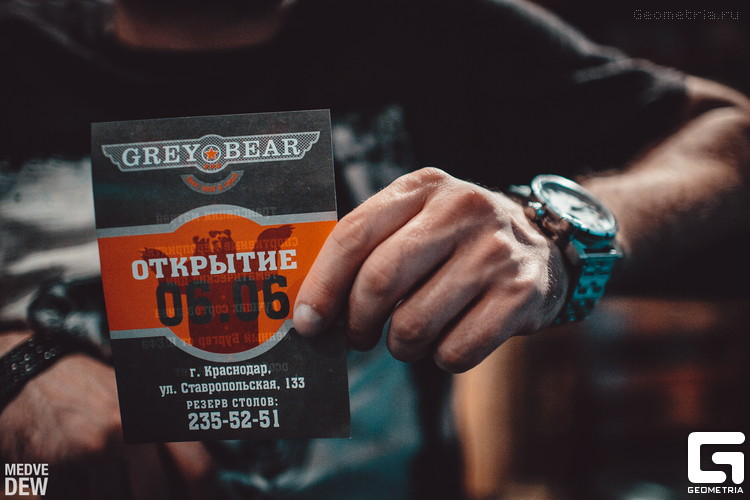 Geometria.ru
GREY BEAR
ОТКРЫТИЕ
06.06
г. Краснодар,
ул. Ставропольская, 133
РЕЗЕРВ СТОЛОВ:
235-52-51
MEDVE
DEW
GEOMETRIA